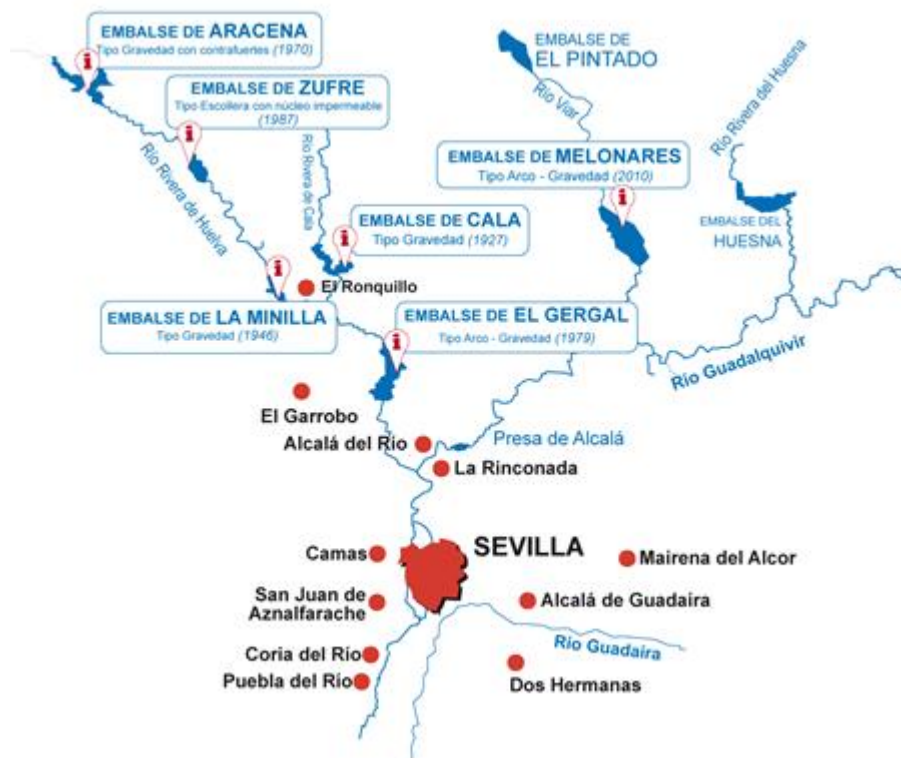 EMBALSE DE ARACENA
Tipo Gravedad con contrafuertes (1970)
EMBALSE DE ZUFRE
Tipo Escollera con núcleo impermeable
(1987)
EMBALSE DE
EL PINTADO
Río Viar
Río Rivera del Huesna
EMBALSE DE MELONARES
Tipo Arco - Gravedad (2010)
Río Rivera de Huelva
Río Rivera de Cala
EMBALSE DE CALA
Tipo Gravedad (1927)
EMBALSE DEL
HUESNA
El Ronquillo
EMBALSE DE LA MINILLA
Tipo Gravedad (1946)
EMBALSE DE EL GERGAL
Tipo Arco - Gravedad (1979)
Río Guadalquivir
El Garrobo
Alcalá del Río
Presa de Alcalá
La Rinconada
SEVILLA
Camas
Mairena del Alcor
San Juan de
Aznalfarache
Alcalá de Guadaira
Río Guadaira
Coria del Río
Puebla del Río
Dos Hermanas